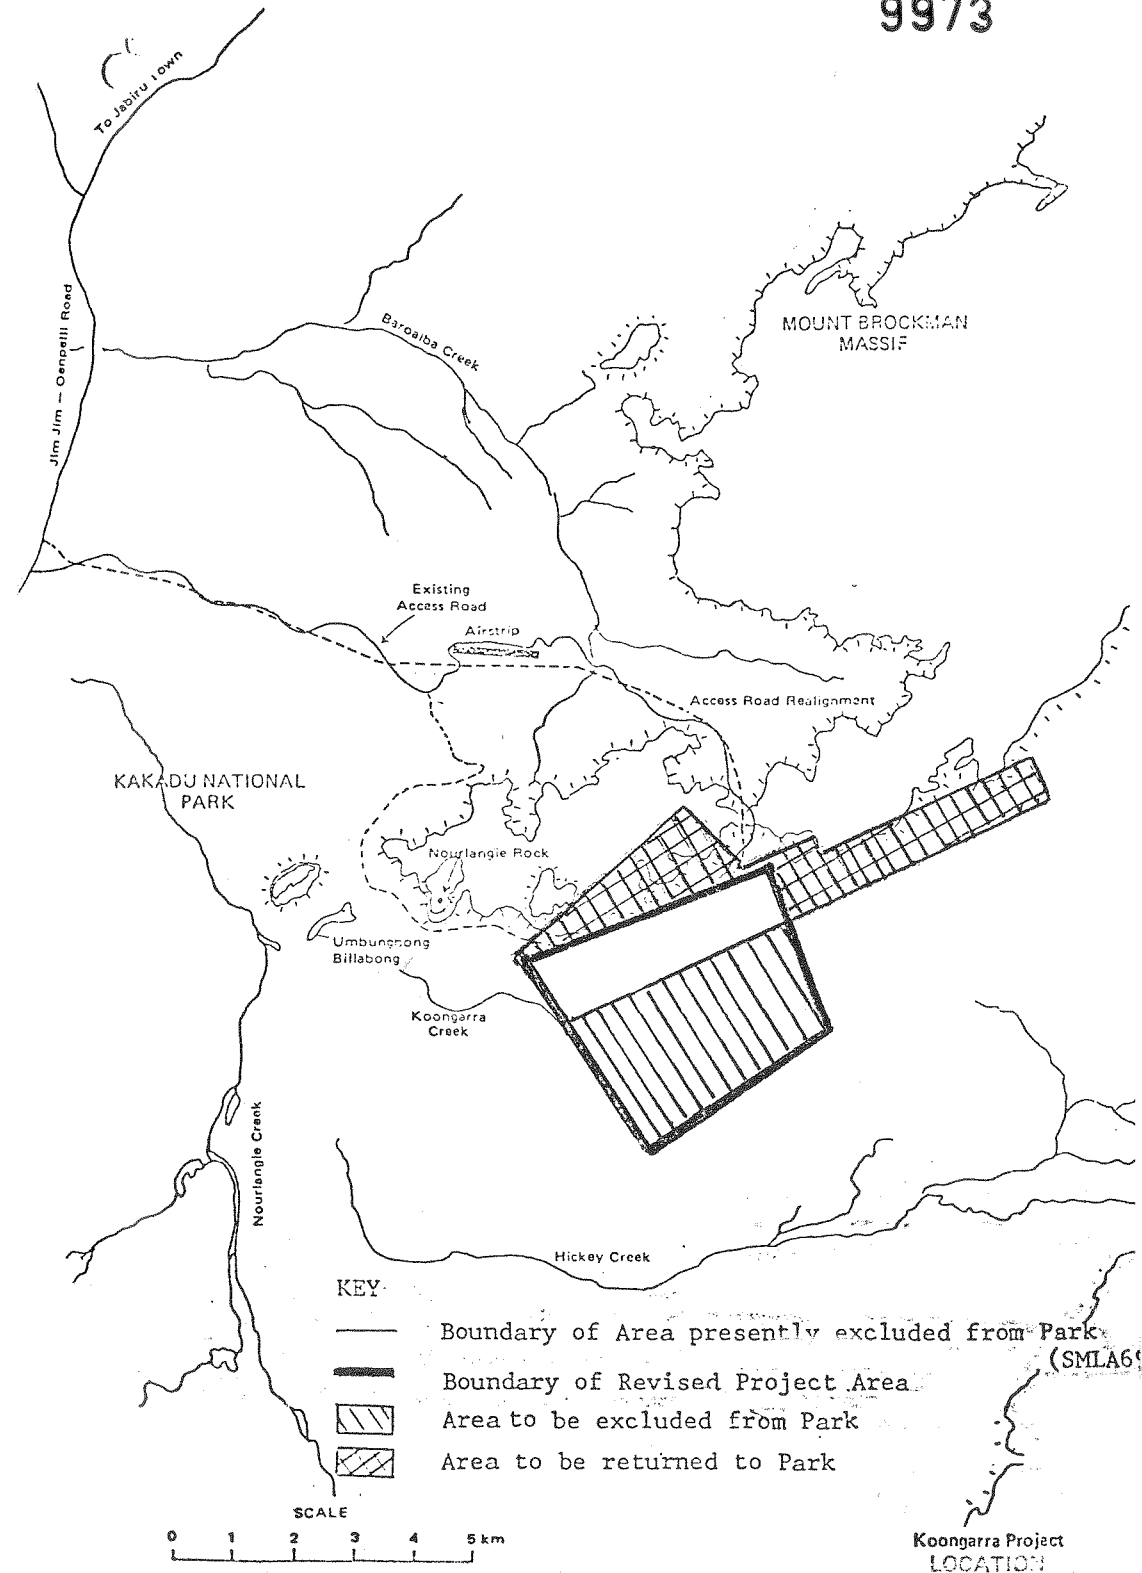 9973
To Jabiru Town
Jim Jim – Oenpelli Road
Baroalba Creek
MOUNT BROCKMAN
MASSIF
Existing
Access Road
Airstrip
Access Road Realignment
KAKADU NATIONAL
PARK
Nourlangie Rock
Umbungbong
Billabong
Koongarra
Creek
Nourlangie Creek
Hickey Creek
KEY
Boundary of Area presently excluded from Park
(SMLA69
Boundary of Revised Project Area
Area to be excluded from Park
Area to be returned to Park
SCALE
0 1 2 3 4 5 km
Koongarra Project
LOCATION